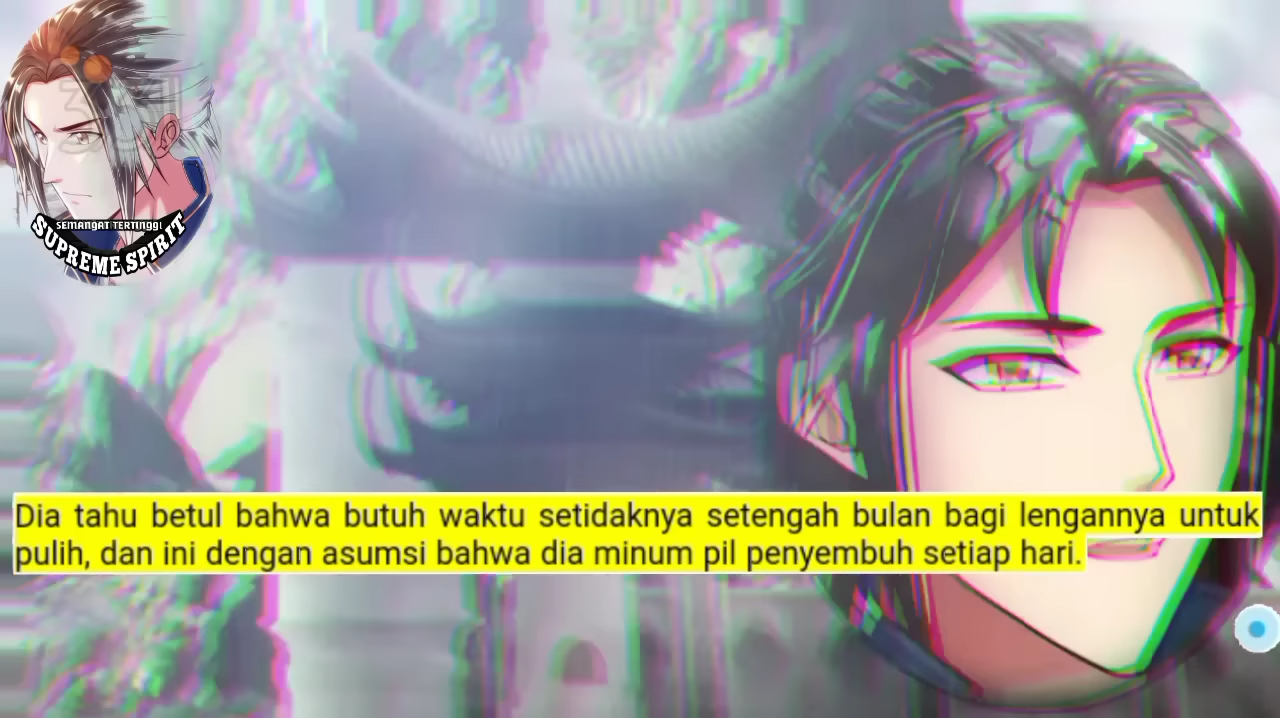 SEMANGAT TERTINGGI
SUPREME SPIRIT
Dia tahu betul bahwa butuh waktu setidaknya setengah bulan bagi lengannya untuk
pulih, dan ini dengan asumsi bahwa dia minum pil penyembuh setiap hari.